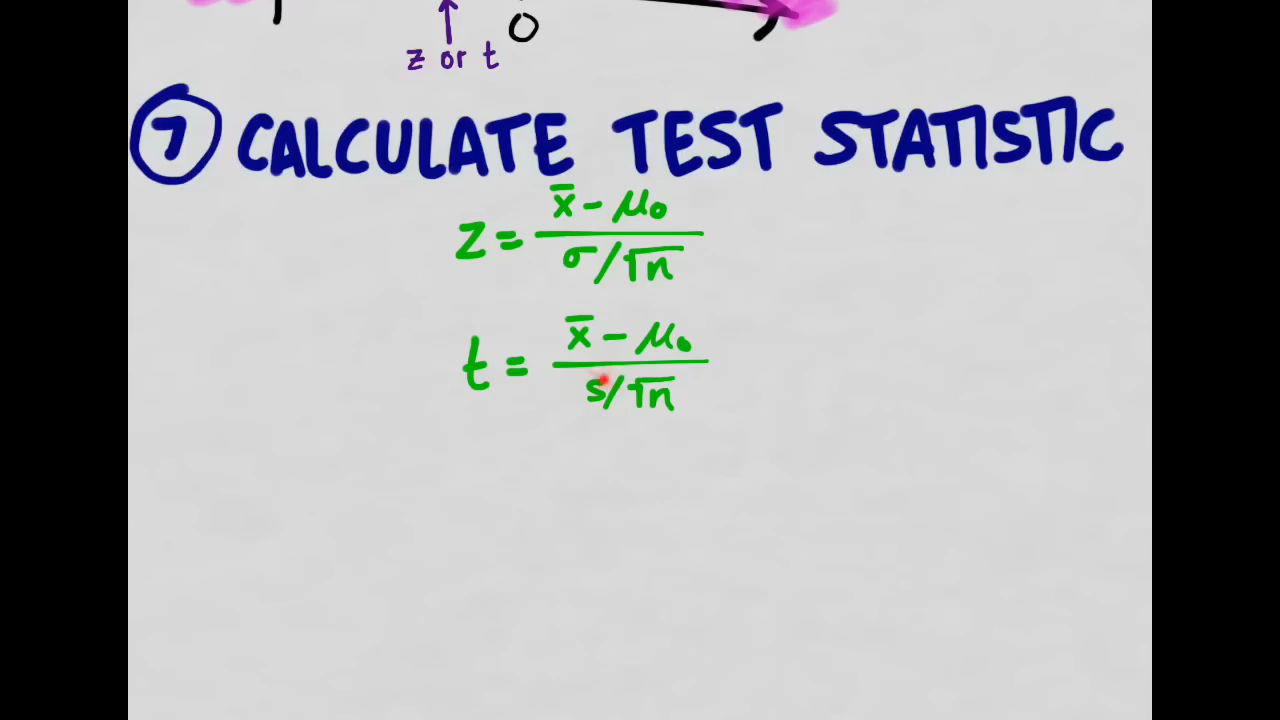 0
z or t
7 CALCULATE TEST STATISTIC
z = x̄ - μ₀ / σ/√n
t = x̄ - μ₀ / s/√n